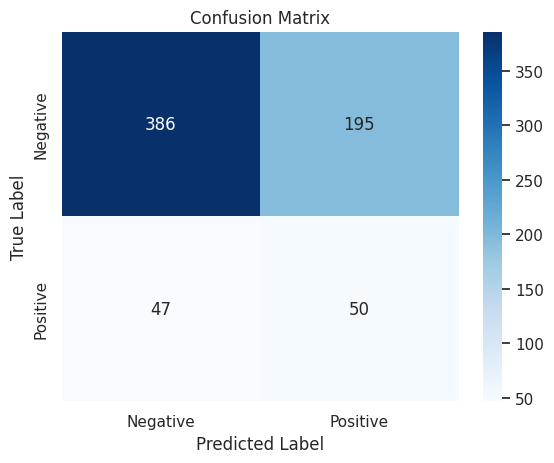 Confusion Matrix
True Label
Negative
386
195
Positive
47
50
Negative
Positive
Predicted Label
350
300
250
200
150
100
50